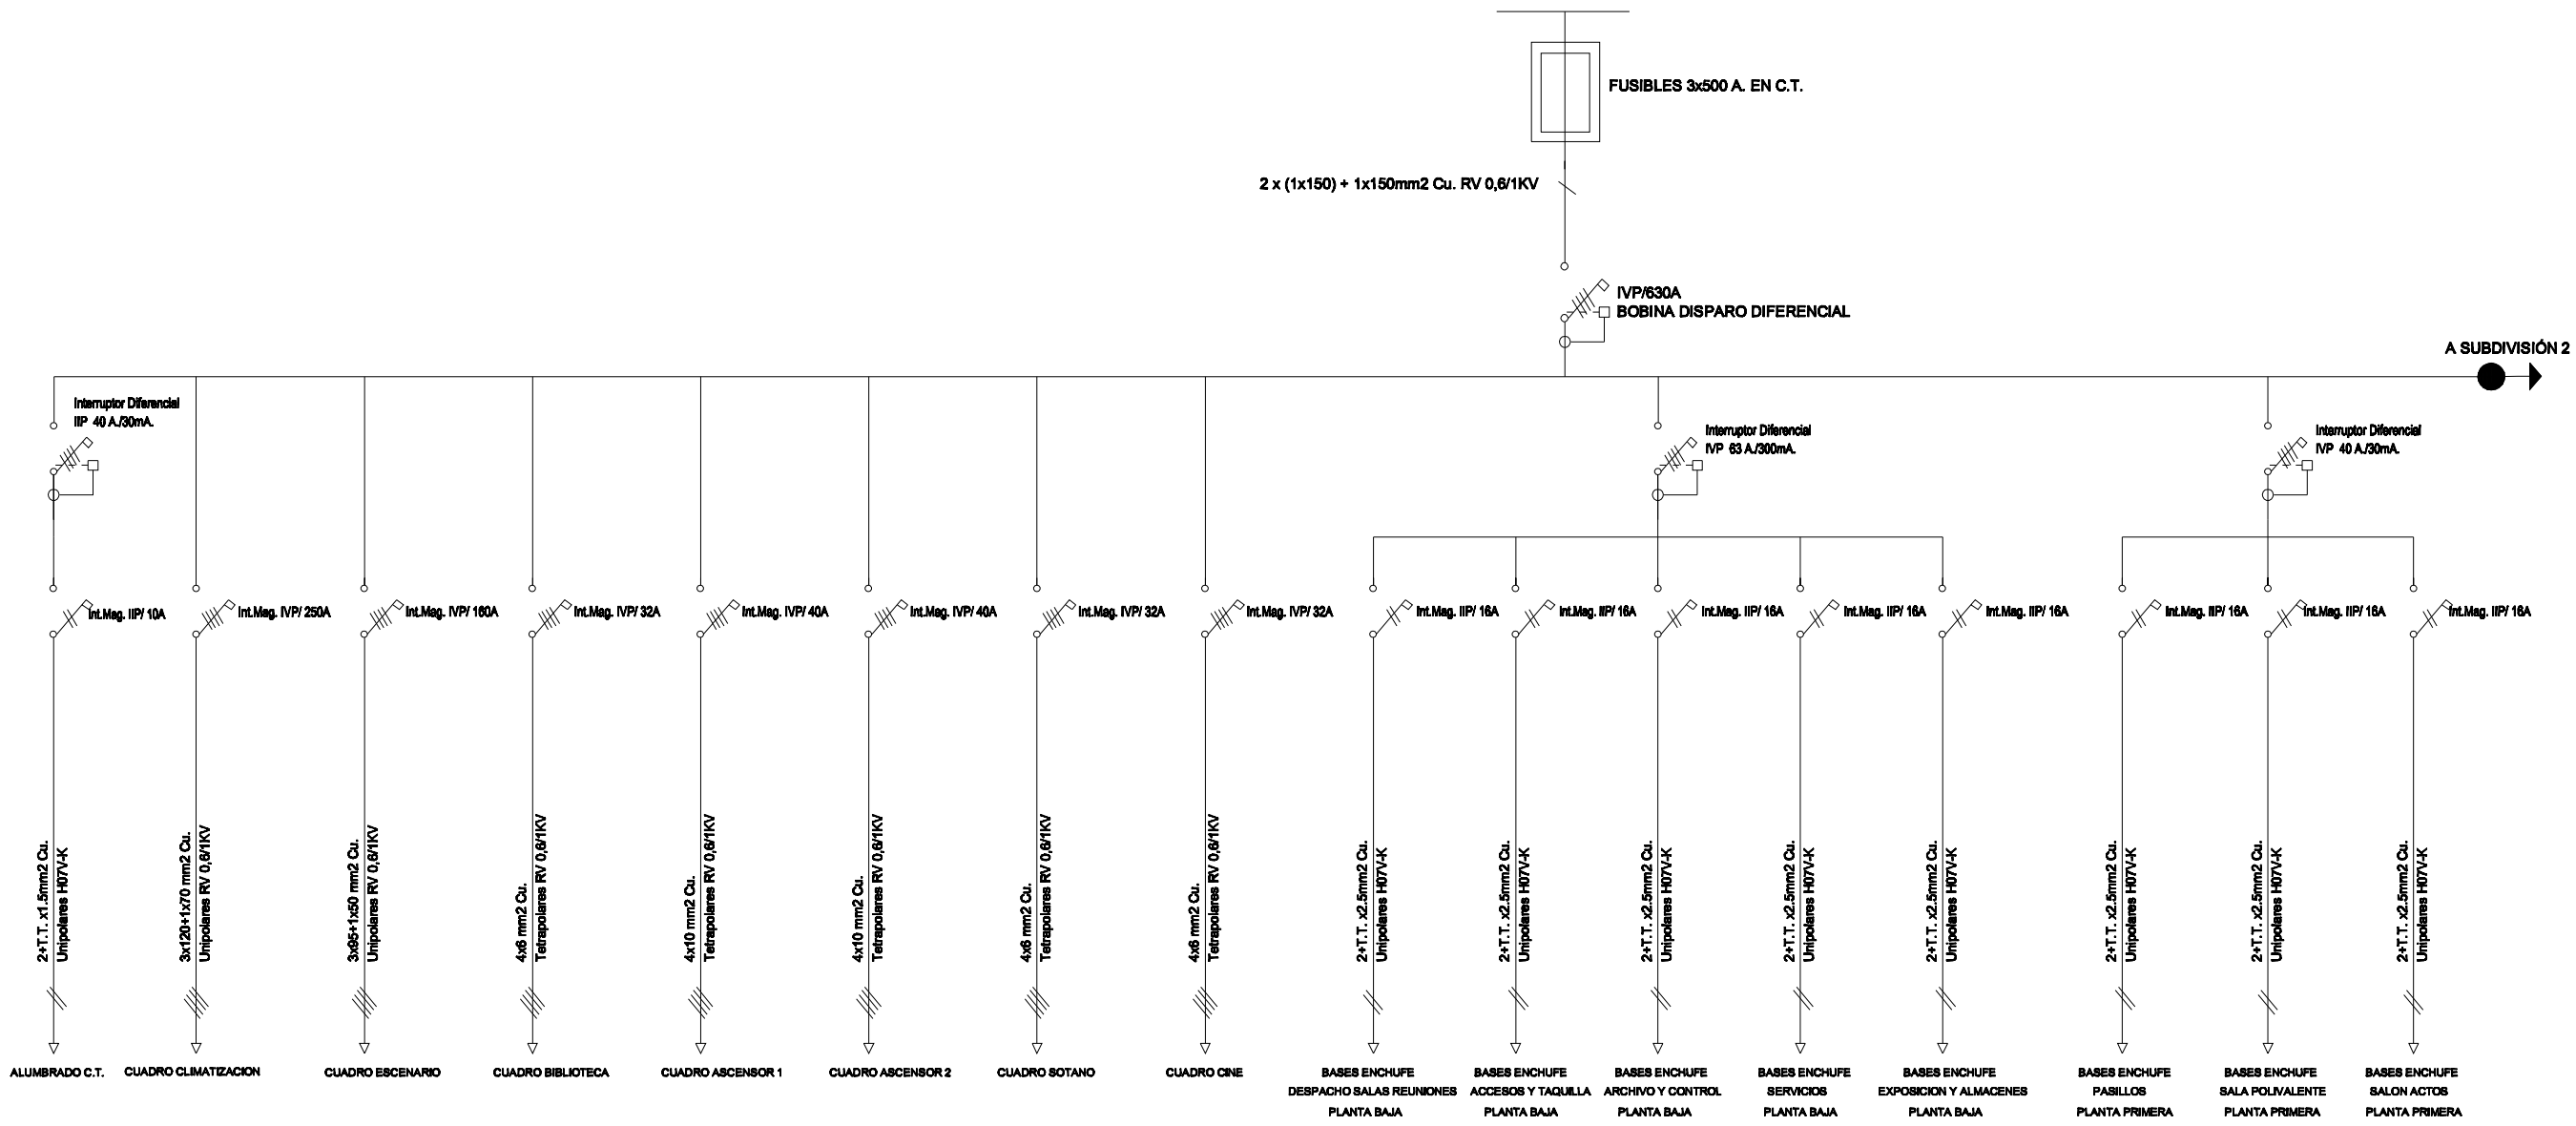 FUSIBLES 3x500 A. EN C.T.
2 x (1x150) + 1x150mm2 Cu. RV 0,6/1KV
IVP/630A
BOBINA DISPARO DIFERENCIAL
A SUBDIVISIÓN 2
Interruptor Diferencial
IIP 40 A./30mA.
Interruptor Diferencial
IVP 63 A./300mA.
Interruptor Diferencial
IVP 40 A./30mA.
Int.Mag. IIP/ 10A
Int.Mag. IVP/ 250A
Int.Mag. IVP/ 160A
Int.Mag. IVP/ 32A
Int.Mag. IVP/ 40A
Int.Mag. IVP/ 40A
Int.Mag. IVP/ 32A
Int.Mag. IVP/ 32A
Int.Mag. IIP/ 16A
Int.Mag. IIP/ 16A
Int.Mag. IIP/ 16A
Int.Mag. IIP/ 16A
Int.Mag. IIP/ 16A
Int.Mag. IIP/ 16A
Int.Mag. IIP/ 16A
Int.Mag. IIP/ 16A
2+T.T. x1.5mm2 Cu.
Unipolares H07V-K
3x120+1x70 mm2 Cu.
Unipolares RV 0,6/1KV
3x95+1x50 mm2 Cu.
Unipolares RV 0,6/1KV
4x6 mm2 Cu.
Tetrapolares RV 0,6/1KV
4x10 mm2 Cu.
Tetrapolares RV 0,6/1KV
4x10 mm2 Cu.
Tetrapolares RV 0,6/1KV
4x6 mm2 Cu.
Tetrapolares RV 0,6/1KV
4x6 mm2 Cu.
Tetrapolares RV 0,6/1KV
2+T.T. x2.5mm2 Cu.
Unipolares H07V-K
2+T.T. x2.5mm2 Cu.
Unipolares H07V-K
2+T.T. x2.5mm2 Cu.
Unipolares H07V-K
2+T.T. x2.5mm2 Cu.
Unipolares H07V-K
2+T.T. x2.5mm2 Cu.
Unipolares H07V-K
2+T.T. x2.5mm2 Cu.
Unipolares H07V-K
2+T.T. x2.5mm2 Cu.
Unipolares H07V-K
2+T.T. x2.5mm2 Cu.
Unipolares H07V-K
ALUMBRADO C.T.
CUADRO CLIMATIZACION
CUADRO ESCENARIO
CUADRO BIBLIOTECA
CUADRO ASCENSOR 1
CUADRO ASCENSOR 2
CUADRO SOTANO
CUADRO CINE
BASES ENCHUFE
DESPACHO SALAS REUNIONES
PLANTA BAJA
BASES ENCHUFE
ACCESOS Y TAQUILLA
PLANTA BAJA
BASES ENCHUFE
ARCHIVO Y CONTROL
PLANTA BAJA
BASES ENCHUFE
SERVICIOS
PLANTA BAJA
BASES ENCHUFE
EXPOSICION Y ALMACENES
PLANTA BAJA
BASES ENCHUFE
PASILLOS
PLANTA PRIMERA
BASES ENCHUFE
SALA POLIVALENTE
PLANTA PRIMERA
BASES ENCHUFE
SALON ACTOS
PLANTA PRIMERA